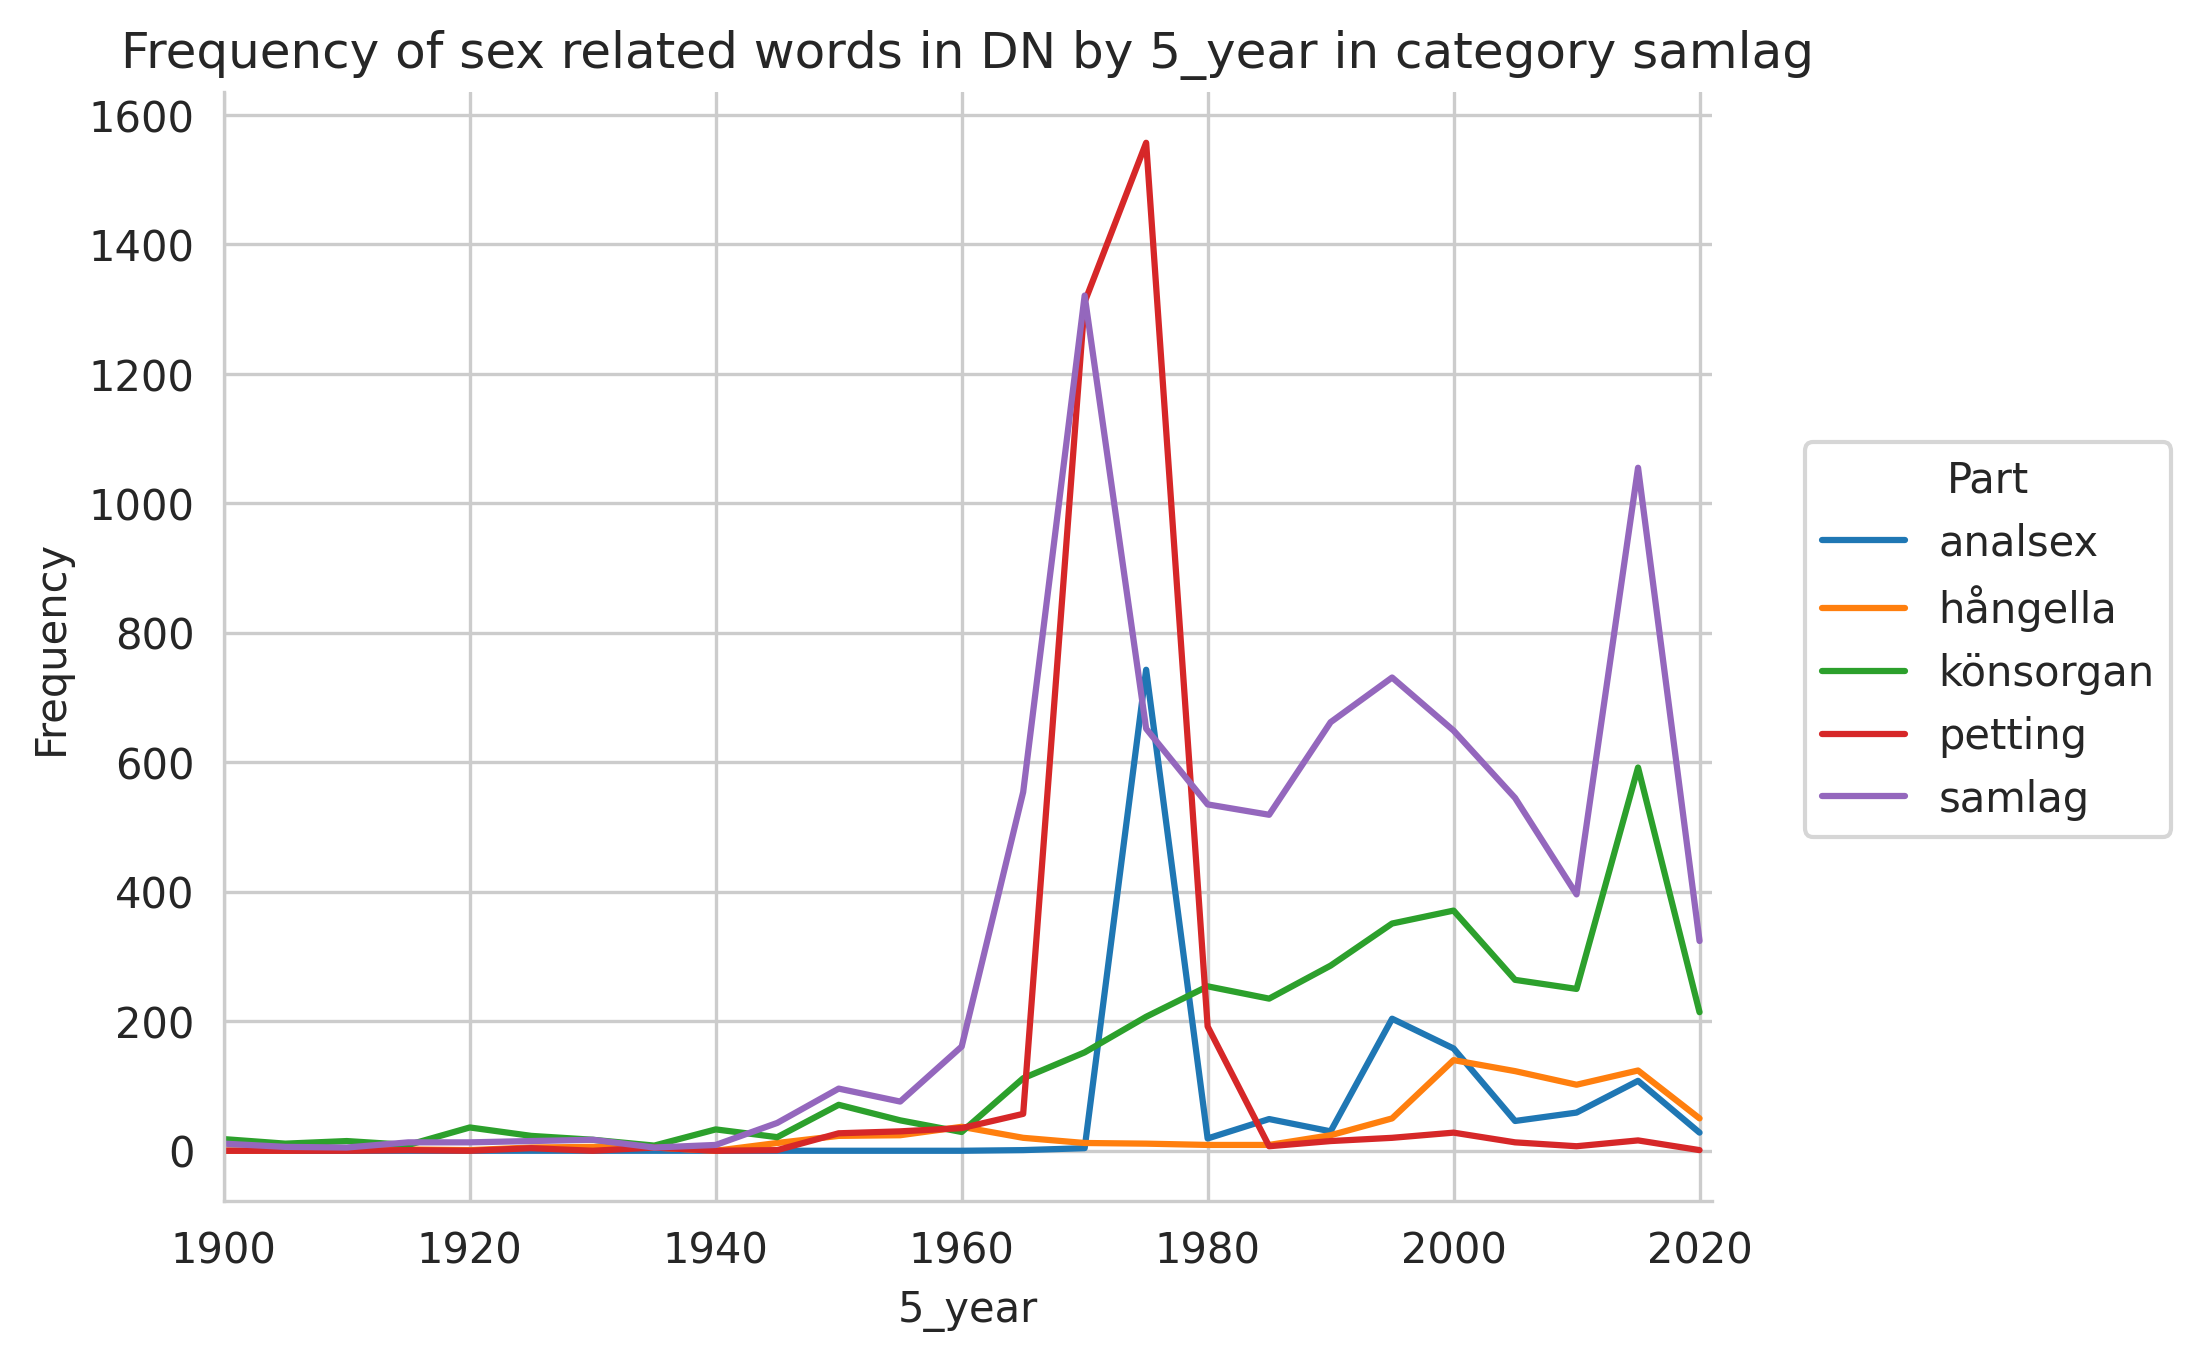 Frequency of sex related words in DN by 5_year in category samlag
1600
1400
1200
1000
800
600
400
200
0
Frequency
1900 1920 1940 1960 1980 2000 2020
5_year
Part
analsex
hångella
könsorgan
petting
samlag